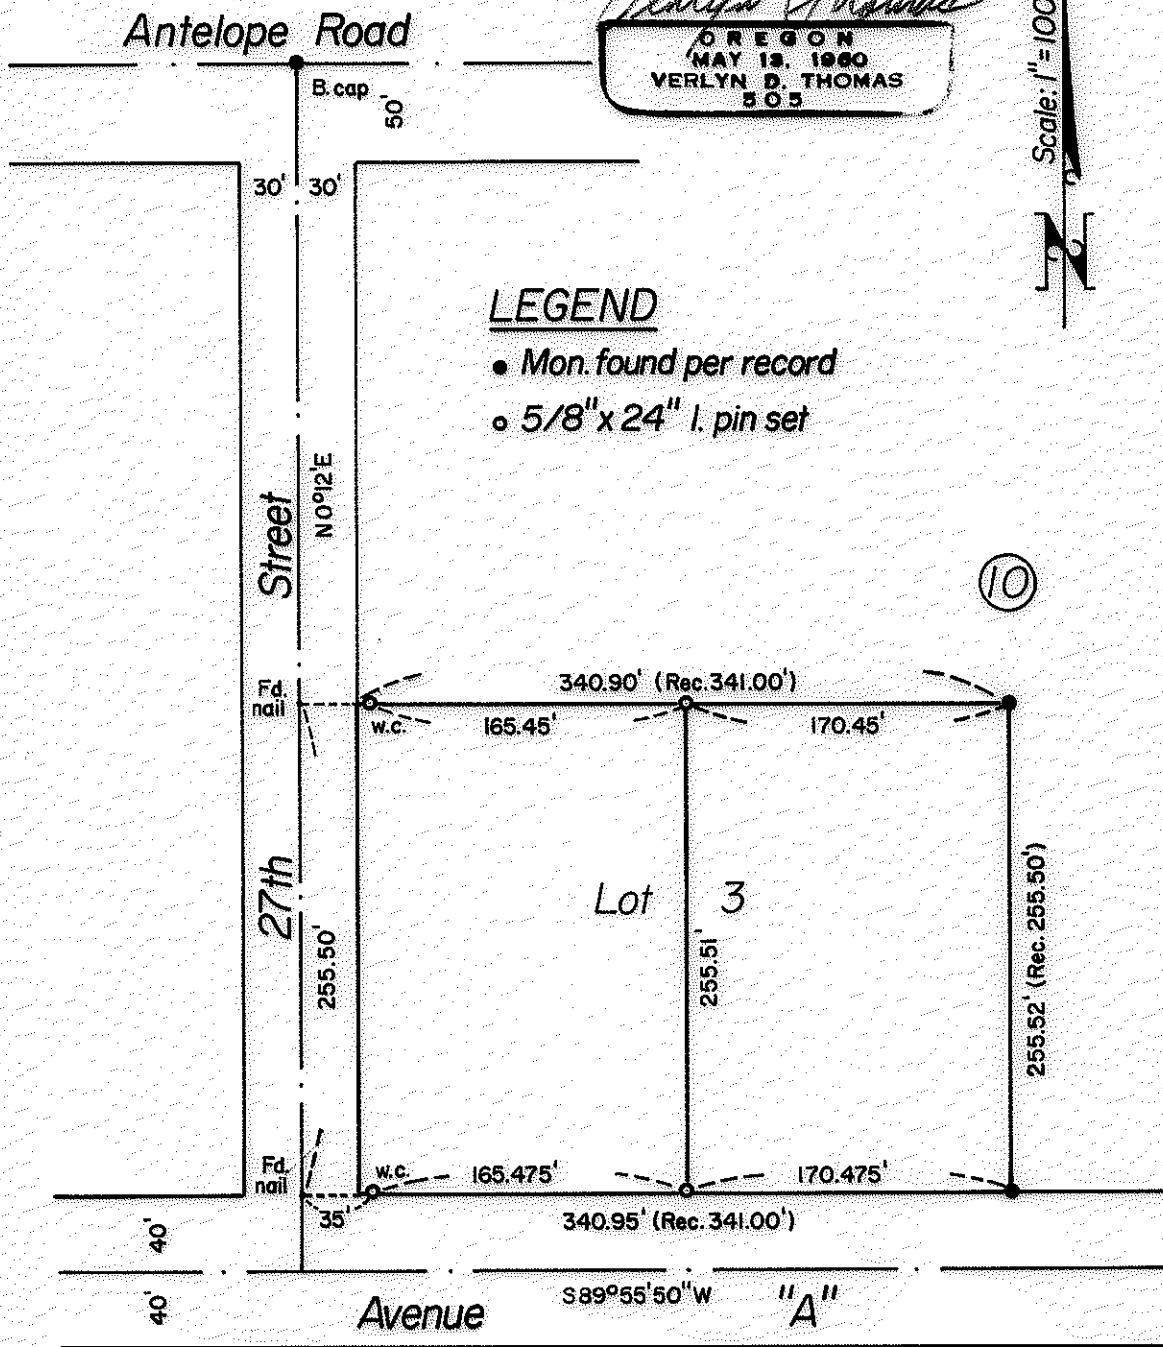 Antelope Road
B. cap
50'
OREGON
MAY 13, 1960
VERLYN D. THOMAS
505
Scale: 1"=100
N
30' 30'
LEGEND
Mon. found per record
5/8"x 24" I. pin set
N 0°12'E
27th Street
10
Fd.
nail
340.90' (Rec. 341.00')
w.c.
165.45'
170.45'
Lot 3
255.50'
255.51'
255.52' (Rec. 255.50')
Fd.
nail
w.c.
165.475'
170.475'
35'
340.95' (Rec. 341.00')
40'
40'
S89°55'50"W
Avenue "A"